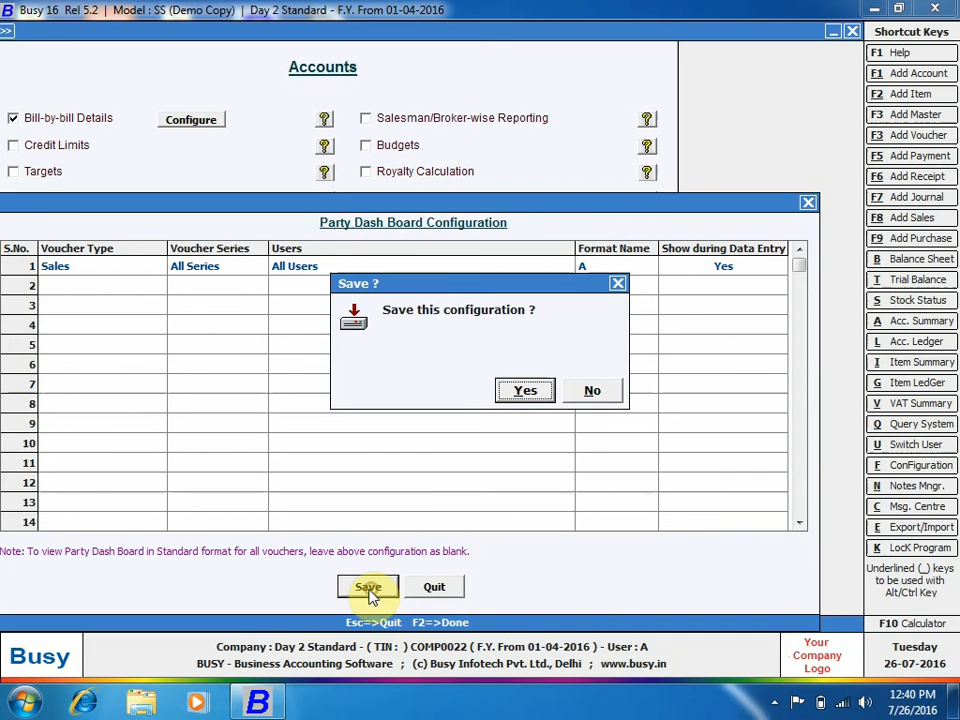 B Busy 16 Rel 5.2 | Model : SS (Demo Copy) | Day 2 Standard - F.Y. From 01-04-2016
>>
Accounts
Bill-by-bill Details Configure ? Salesman/Broker-wise Reporting ?
Credit Limits ? Budgets ?
Targets ? Royalty Calculation ?
Party Dash Board Configuration
S.No. Voucher Type Voucher Series Users Format Name Show during Data Entry
1 Sales All Series All Users A Yes
2
3
4
5
6
7
8
9
10
11
12
13
14
Save ?
Save this configuration ?
Yes No
Note: To view Party Dash Board in Standard format for all vouchers, leave above configuration as blank.
Save Quit
Esc=>Quit F2=>Done
Shortcut Keys
F1 Help
F1 Add Account
F2 Add Item
F3 Add Master
F3 Add Voucher
F5 Add Payment
F6 Add Receipt
F7 Add Journal
F8 Add Sales
F9 Add Purchase
B Balance Sheet
T Trial Balance
S Stock Status
A Acc. Summary
L Acc. Ledger
I Item Summary
G Item LedGer
V VAT Summary
Q Query System
U Switch User
F ConFiguration
N Notes Mngr.
C Msg. Centre
E Export/Import
K LocK Program
Underlined (_) keys
to be used with
Alt/Ctrl Key
F10 Calculator
Busy
Company : Day 2 Standard - ( TIN : ) COMP0022 ( F.Y. From 01-04-2016 ) - User : A
BUSY - Business Accounting Software ; (c) Busy Infotech Pvt. Ltd., Delhi ; www.busy.in
Your
Company
Logo
Tuesday
26-07-2016
B
12:40 PM
7/26/2016